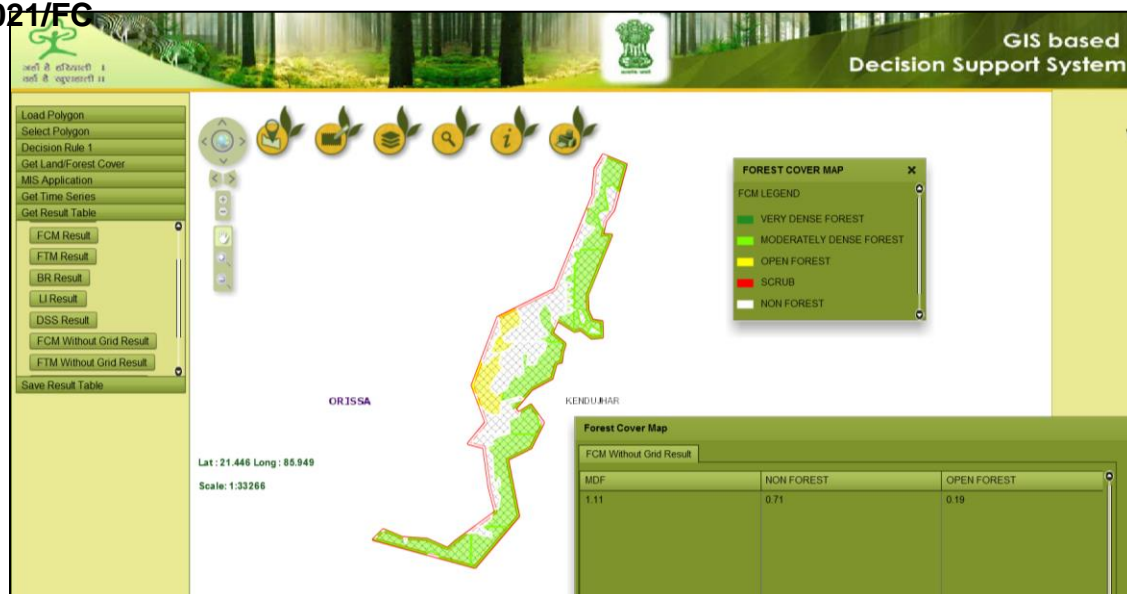 021/FC
जहाँ है हरियाली ।
वहाँ है खुशहाली ॥
GIS based
Decision Support System
Load Polygon
Select Polygon
Decision Rule 1
Get Land/Forest Cover
MIS Application
Get Time Series
Get Result Table
FCM Result
FTM Result
BR Result
LI Result
DSS Result
FCM Without Grid Result
FTM Without Grid Result
Save Result Table
FOREST COVER MAP
FCM LEGEND
VERY DENSE FOREST
MODERATELY DENSE FOREST
OPEN FOREST
SCRUB
NON FOREST
ORISSA
KENDUJHAR
Lat : 21.446 Long : 85.949
Scale: 1:33266
Forest Cover Map
FCM Without Grid Result
MDF NON FOREST OPEN FOREST
1.11 0.71 0.19